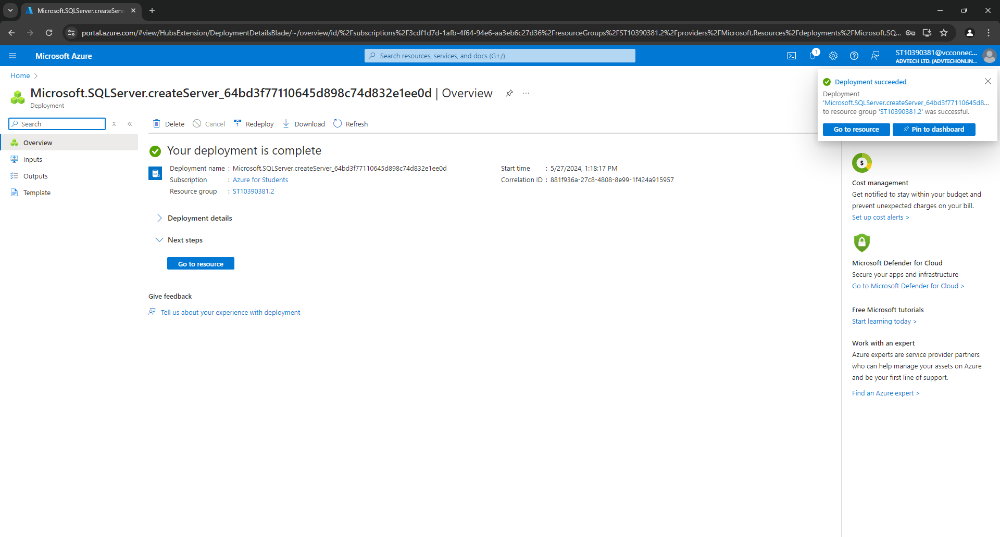 Microsoft.SQLServer.createServ
portal.azure.com/#view/HubsExtension/DeploymentDetailsBlade/~/overview/id/%2Fsubscriptions%2F3cdf1d7d-1afb-4f64-94e6-aa3eb6c27d36%2FresourceGroups%2FST10390381.2%2Fproviders%2FMicrosoft.Resources%2Fdeployments%2FMicrosoft.SQ...
Microsoft Azure
Search resources, services, and docs (G+/)
1
ST10390381@vcconnec...
ADVTECH LTD. (ADVTECHONLIN...
Home
Microsoft.SQLServer.createServer_64bd3f77110645d898c74d832e1ee0d | Overview
Deployment
Search
Delete
Cancel
Redeploy
Download
Refresh
Overview
Inputs
Outputs
Template
Your deployment is complete
SQL
Deployment name : Microsoft.SQLServer.createServer_64bd3f77110645d898c74d832e1ee0d
Subscription : Azure for Students
Resource group : ST10390381.2
Start time : 5/27/2024, 1:18:17 PM
Correlation ID : 881f936a-27c8-4808-8e99-1f424a915957
Deployment details
Next steps
Go to resource
Give feedback
Tell us about your experience with deployment
Deployment succeeded
Deployment
'Microsoft.SQLServer.createServer_64bd3f77110645d8...
to resource group 'ST10390381.2' was successful.
Go to resource
Pin to dashboard
$
Cost management
Get notified to stay within your budget and
prevent unexpected charges on your bill.
Set up cost alerts >
Microsoft Defender for Cloud
Secure your apps and infrastructure
Go to Microsoft Defender for Cloud >
Free Microsoft tutorials
Start learning today >
Work with an expert
Azure experts are service provider partners
who can help manage your assets on Azure
and be your first line of support.
Find an Azure expert >